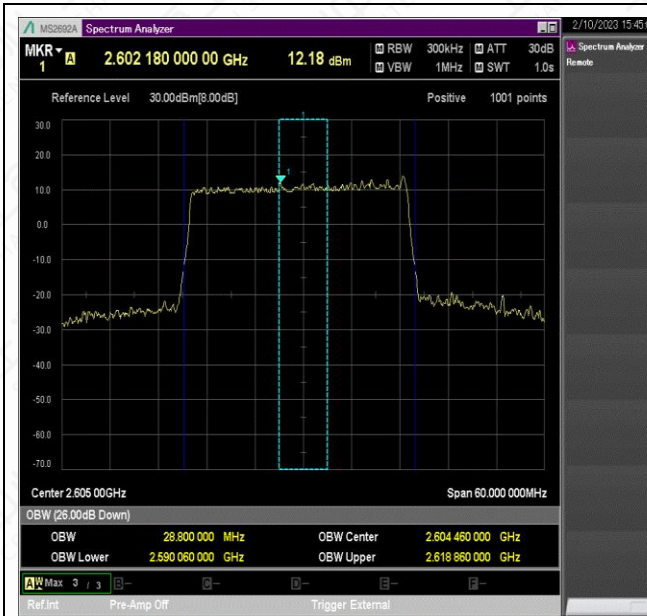 MS2692A Spectrum Analyzer
2/10/2023 15:45:
MKR 1 A 2.602 180 000 00 GHz 12.18 dBm
RBW 300kHz ATT 30dB
VBW 1MHz SWT 1.0s
Spectrum Analyzer
Remote
Reference Level 30.00dBm[8.00dB] Positive 1001 points
30.0
20.0
1
10.0
0.0
-10.0
-20.0
-30.0
-40.0
-50.0
-60.0
-70.0
Center 2.605 00GHz Span 60.000 000MHz
OBW (26.00dB Down)
OBW 28.800 000 MHz OBW Center 2.604 460 000 GHz
OBW Lower 2.590 060 000 GHz OBW Upper 2.618 860 000 GHz
A W Max 3 / 3 B- C- D- E- F-
Ref.Int Pre-Amp Off Trigger External